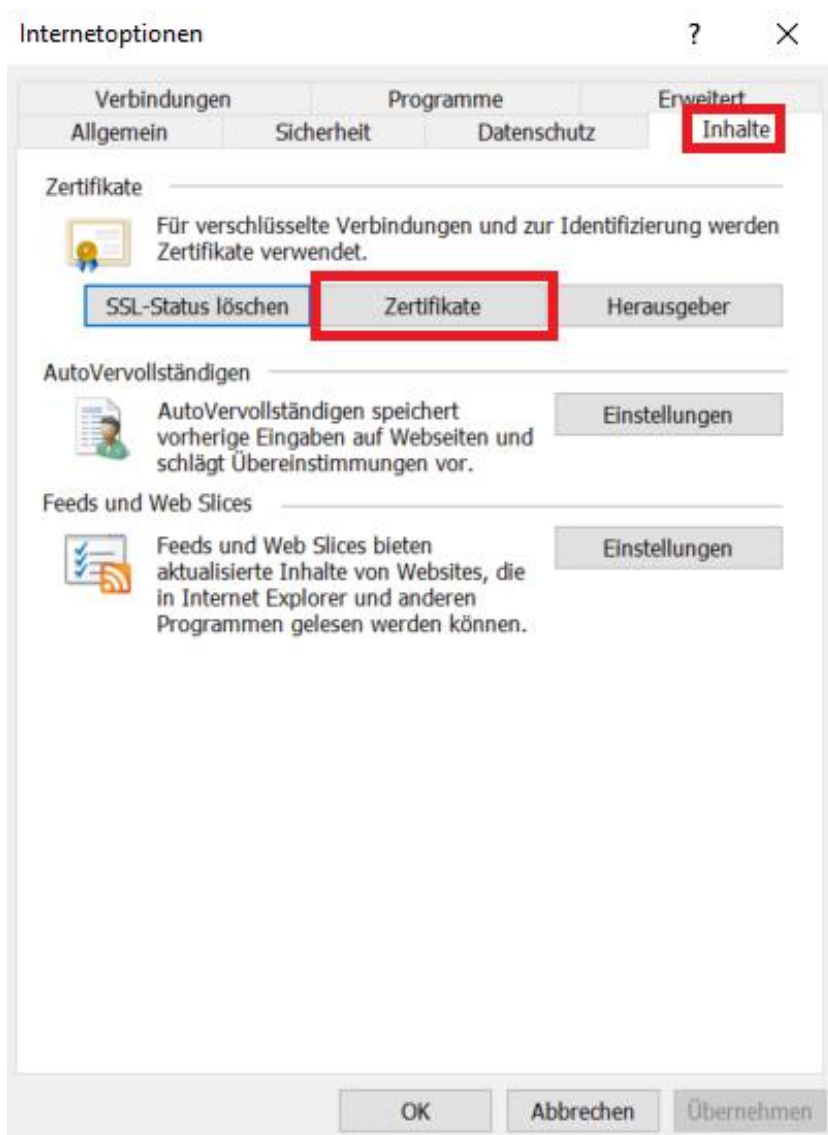 Internetoptionen ? ×
Verbindungen Programme Erweitert
Allgemein Sicherheit Datenschutz Inhalte
Zertifikate
Für verschlüsselte Verbindungen und zur Identifizierung werden
Zertifikate verwendet.
SSL-Status löschen Zertifikate Herausgeber
AutoVervollständigen
AutoVervollständigen speichert
vorherige Eingaben auf Webseiten und
schlägt Übereinstimmungen vor.
Einstellungen
Feeds und Web Slices
Feeds und Web Slices bieten
aktualisierte Inhalte von Websites, die
in Internet Explorer und anderen
Programmen gelesen werden können.
Einstellungen
OK Abbrechen Übernehmen